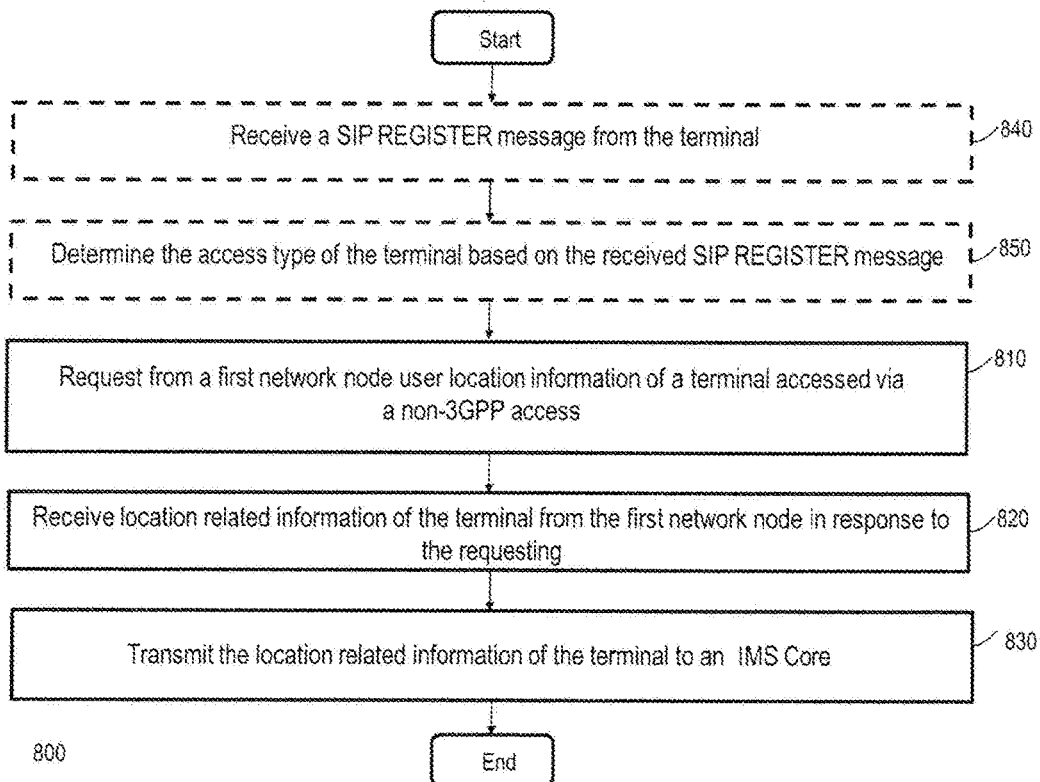 Start
Receive a SIP REGISTER message from the terminal
840
Determine the access type of the terminal based on the received SIP REGISTER message
850
Request from a first network node user location information of a terminal accessed via
a non-3GPP access
810
Receive location related information of the terminal from the first network node in response to
the requesting
820
Transmit the location related information of the terminal to an IMS Core
830
End
800